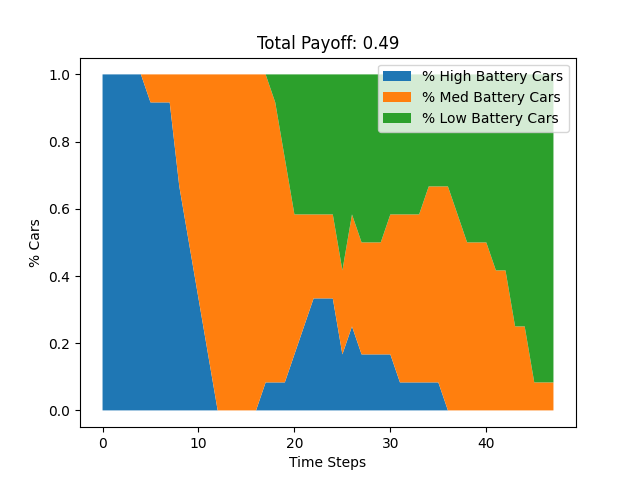 Total Payoff: 0.49
% High Battery Cars
% Med Battery Cars
% Low Battery Cars
1.0
0.8
0.6
0.4
0.2
0.0
% Cars
0 10 20 30 40
Time Steps